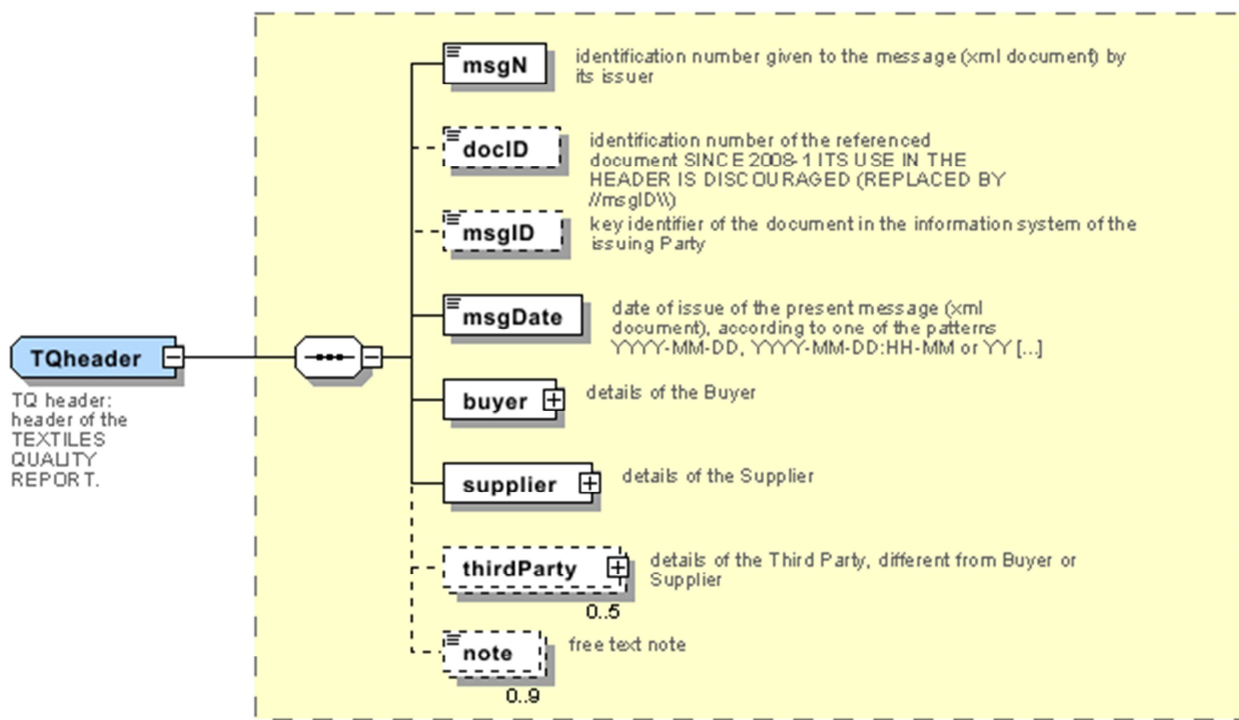 msgN
identification number given to the message (xml document) by
its issuer
docID
identification number of the referenced
document SINCE 2008-1 ITS USE IN THE
HEADER IS DISCOURAGED (REPLACED BY
//msgID\\)
msgID
key identifier of the document in the information system of the
issuing Party
msgDate
date of issue of the present message (xml
document), according to one of the patterns
YYYY-MM-DD, YYYY-MM-DD:HH-MM or YY [...]
TQheader
TQ header:
header of the
TEXTILES
QUALITY
REPORT.
buyer
details of the Buyer
supplier
details of the Supplier
thirdParty
details of the Third Party, different from Buyer or
Supplier
0..5
note
free text note
0..9